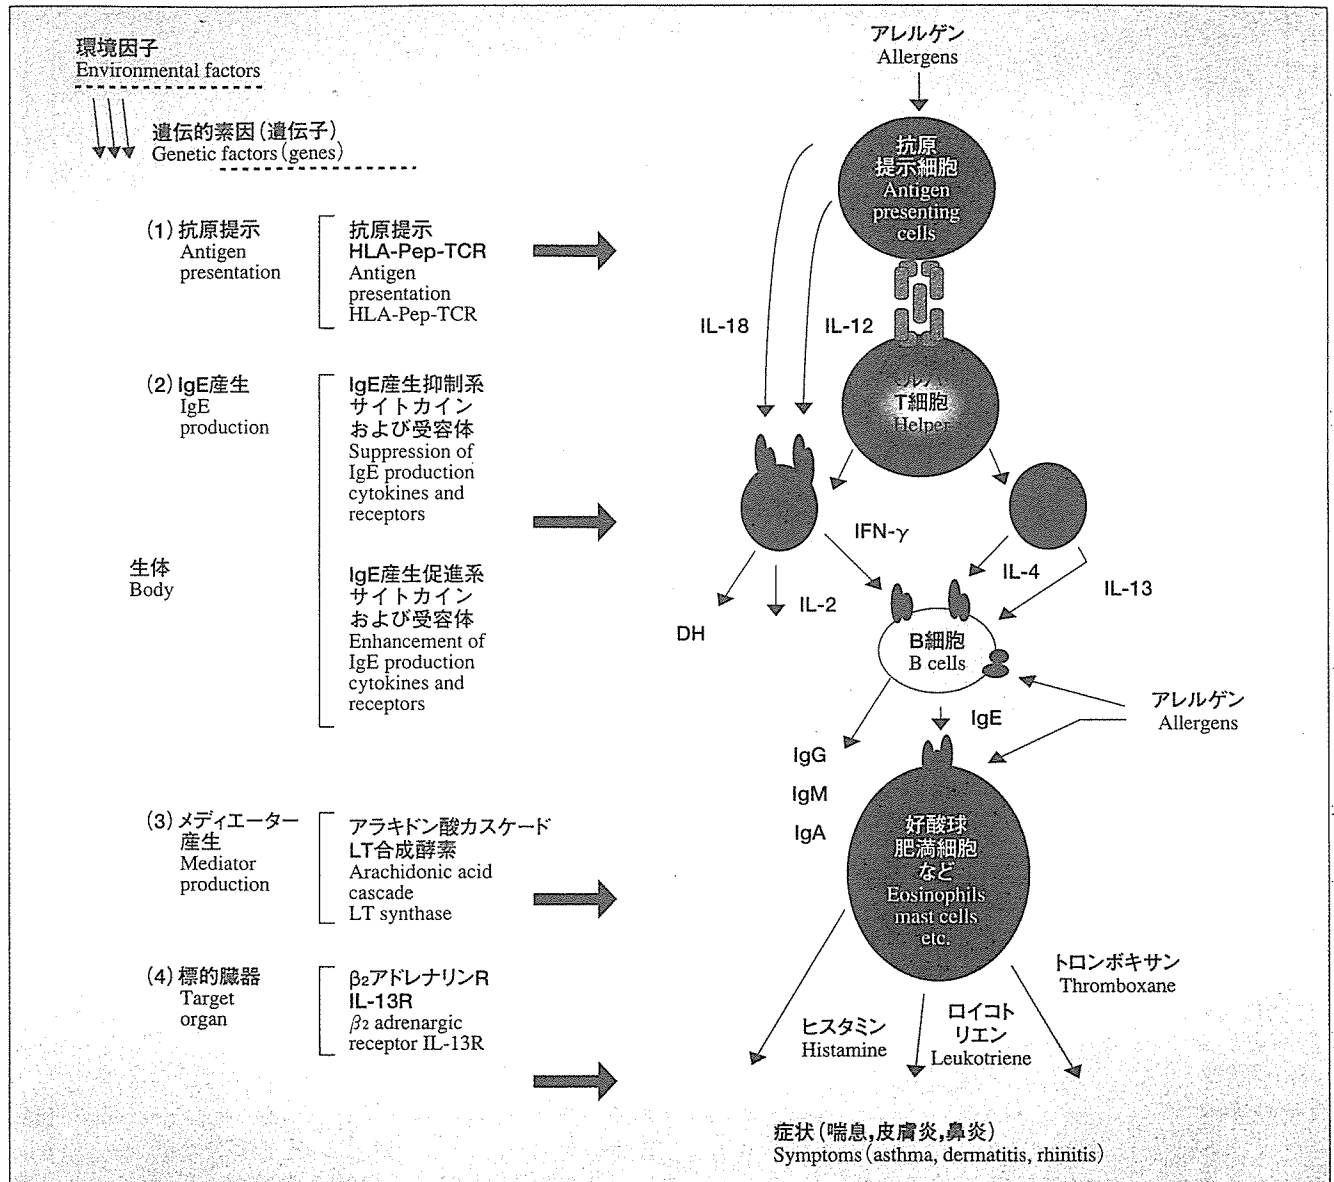 環境因子
Environmental factors
遺伝的素因(遺伝子)
Genetic factors (genes)
(1) 抗原提示
Antigen
presentation
抗原提示
HLA-Pep-TCR
Antigen
presentation
HLA-Pep-TCR
(2) IgE産生
IgE
production
IgE産生抑制系
サイトカイン
および受容体
Suppression of
IgE production
cytokines and
receptors
生体
Body
IgE産生促進系
サイトカイン
および受容体
Enhancement of
IgE production
cytokines and
receptors
(3) メディエーター
産生
Mediator
production
アラキドン酸カスケード
LT合成酵素
Arachidonic acid
cascade
LT synthase
(4) 標的臓器
Target
organ
β2アドレナリンR
IL-13R
β2 adrenargic
receptor IL-13R
アレルゲン
Allergens
抗原
提示細胞
Antigen
presenting
cells
IL-18
IL-12
T細胞
Helper
IFN-γ
IL-4
IL-13
IL-2
DH
B細胞
B cells
アレルゲン
Allergens
IgE
IgG
IgM
IgA
好酸球
肥満細胞
など
Eosinophils
mast cells
etc.
ヒスタミン
Histamine
ロイコト
リエン
Leukotriene
トロンボキサン
Thromboxane
症状(喘息,皮膚炎,鼻炎)
Symptoms (asthma, dermatitis, rhinitis)